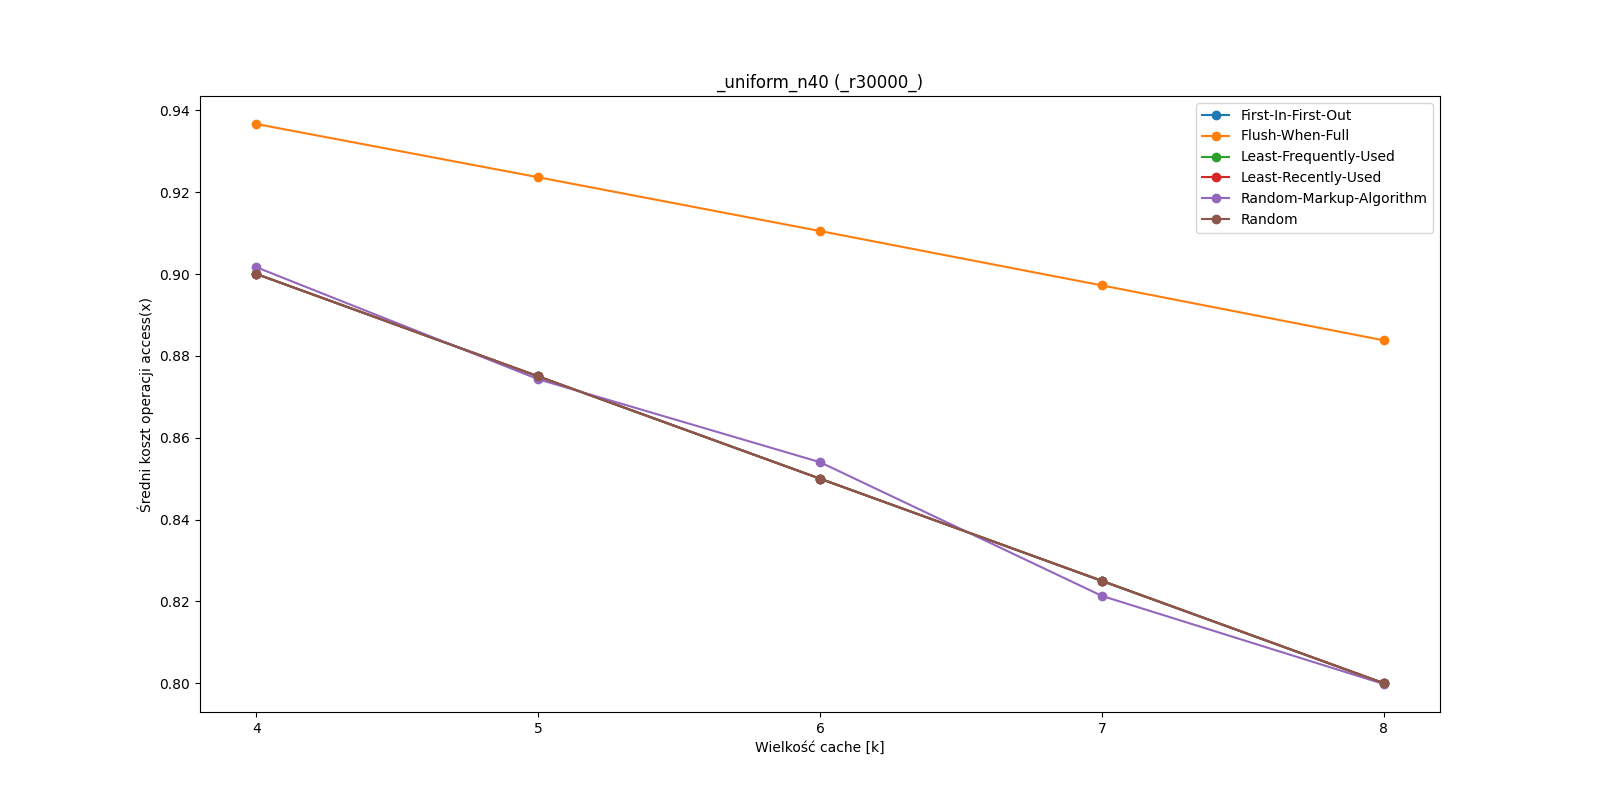 _uniform_n40 (_r30000_)
0.94
0.92
0.90
0.88
0.86
0.84
0.82
0.80
Średni koszt operacji access(x)
First-In-First-Out
Flush-When-Full
Least-Frequently-Used
Least-Recently-Used
Random-Markup-Algorithm
Random
4 5 6 7 8
Wielkość cache [k]